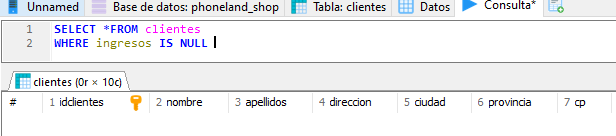 Unnamed Base de datos: phoneland_shop Tabla: clientes Datos Consulta*
1 SELECT *FROM clientes
2 WHERE ingresos IS NULL
clientes (0r × 10c)
# 1 idclientes 2 nombre 3 apellidos 4 direccion 5 ciudad 6 provincia 7 cp